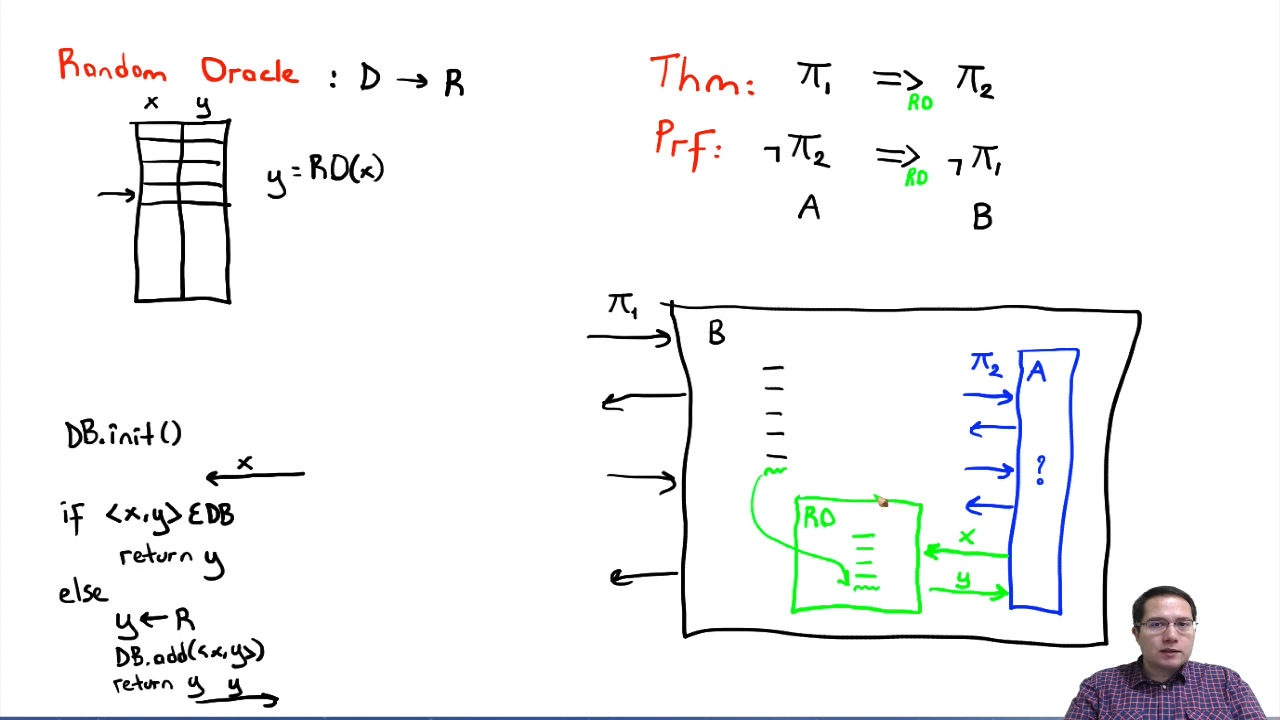 Random Oracle : D → R
x y
y = RO(x)
DB.init()
x
if <x,y> ∈ DB
return y
else
y ← R
DB.add(<x,y>)
return y y
Thm: π1 ⇒ π2
RO
Prf: ¬π2 ⇒ ¬π1
RO
A B
π1
B
π2 A
?
RO
x
y